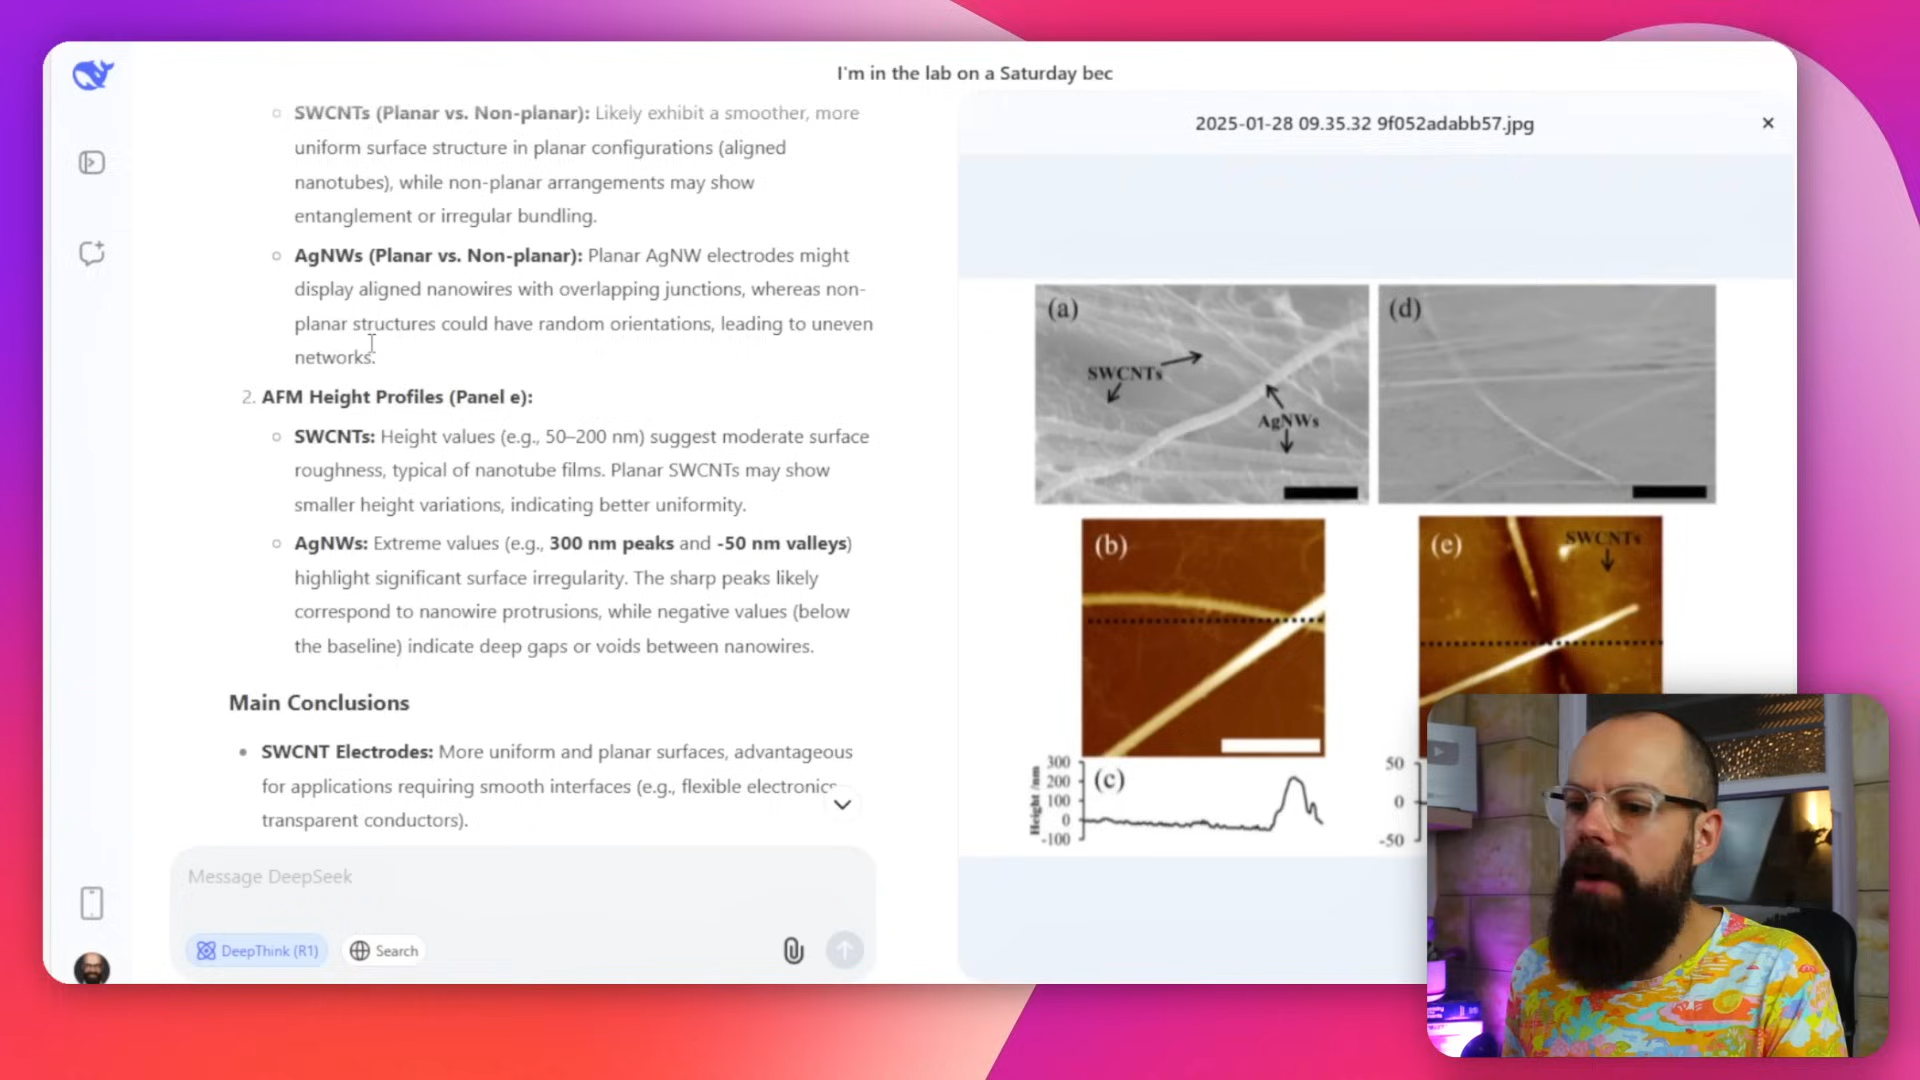 I'm in the lab on a Saturday bec
SWCNTs (Planar vs. Non-planar): Likely exhibit a smoother, more
uniform surface structure in planar configurations (aligned
nanotubes), while non-planar arrangements may show
entanglement or irregular bundling.
AgNWs (Planar vs. Non-planar): Planar AgNW electrodes might
display aligned nanowires with overlapping junctions, whereas non-
planar structures could have random orientations, leading to uneven
networks.
2. AFM Height Profiles (Panel e):
SWCNTs: Height values (e.g., 50–200 nm) suggest moderate surface
roughness, typical of nanotube films. Planar SWCNTs may show
smaller height variations, indicating better uniformity.
AgNWs: Extreme values (e.g., 300 nm peaks and -50 nm valleys)
highlight significant surface irregularity. The sharp peaks likely
correspond to nanowire protrusions, while negative values (below
the baseline) indicate deep gaps or voids between nanowires.
Main Conclusions
SWCNT Electrodes: More uniform and planar surfaces, advantageous
for applications requiring smooth interfaces (e.g., flexible electronics
transparent conductors).
Message DeepSeek
DeepThink (R1)
Search
2025-01-28 09.35.32 9f052adabb57.jpg
(a)
SWCNTs
AgNWs
(d)
(b)
(e)
SWCNTs
(c)
Height /nm
300
200
100
0
-100
50
0
-50